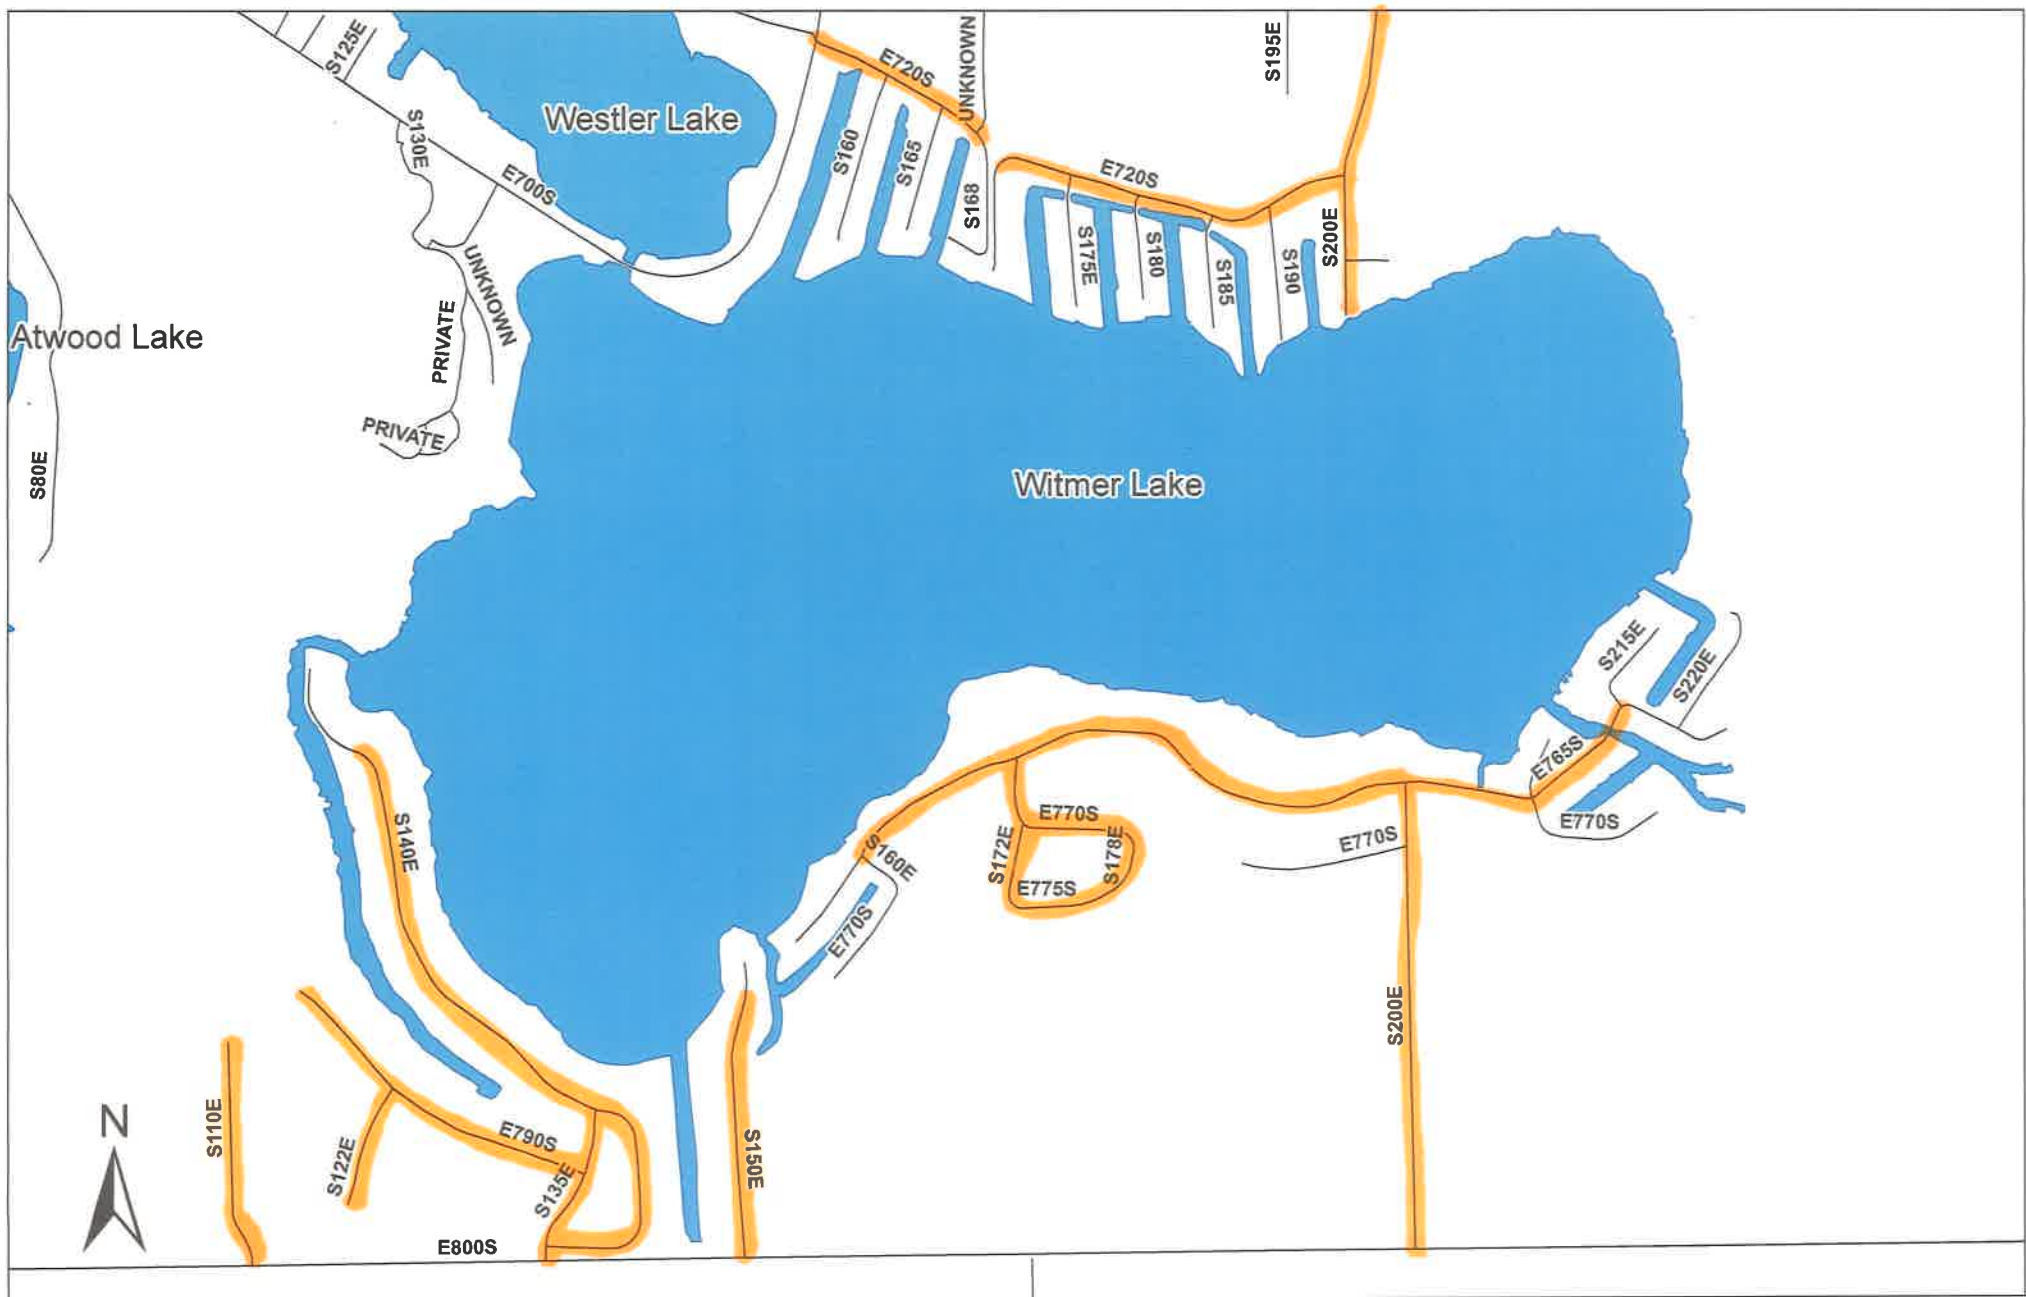 S125E
UNKNOWN
E720S
S195E
Westler Lake
S130E
S160
S165
E700S
E720S
S168
S200E
S175E
S180
S185
S190
UNKNOWN
PRIVATE
Atwood Lake
PRIVATE
S80E
Witmer Lake
S215E
S220E
E765S
E770S
E770S
E770S
S140E
S160E
S172E
S178E
E775S
E770S
S200E
N
S110E
S122E
E790S
S135E
S150E
E800S